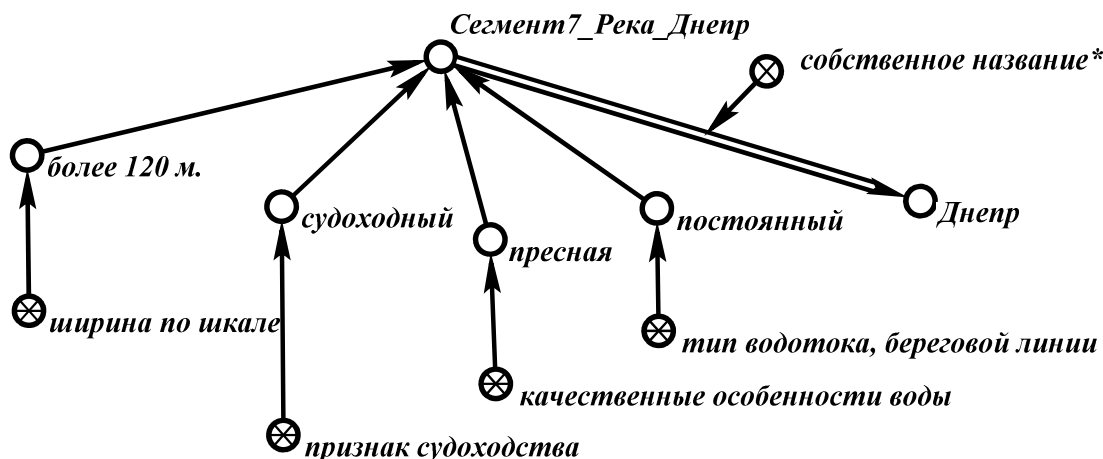 Сегмент7_Река_Днепр
собственное название*
более 120 м.
судоходный
постоянный
Днепр
пресная
ширина по шкале
тип водотока, береговой линии
качественные особенности воды
признак судоходства